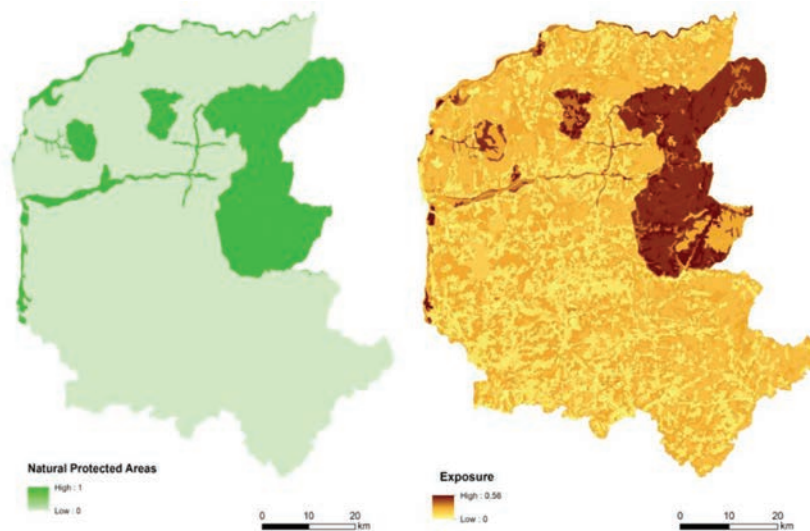 Natural Protected Areas
High : 1
Low : 0
0 10 20
km
Exposure
High : 0.56
Low : 0
0 10 20
km